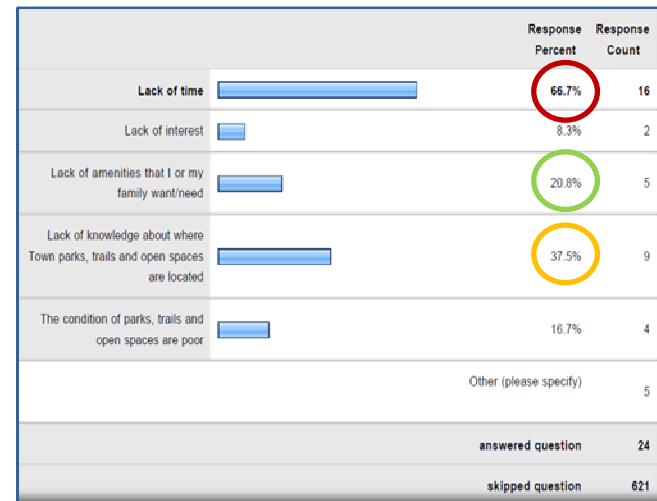 Response Response
Percent Count
Lack of time 66.7% 16
Lack of interest 8.3% 2
Lack of amenities that I or my
family want/need 20.8% 5
Lack of knowledge about where
Town parks, trails and open spaces
are located 37.5% 9
The condition of parks, trails and
open spaces are poor 16.7% 4
Other (please specify) 5
answered question 24
skipped question 621